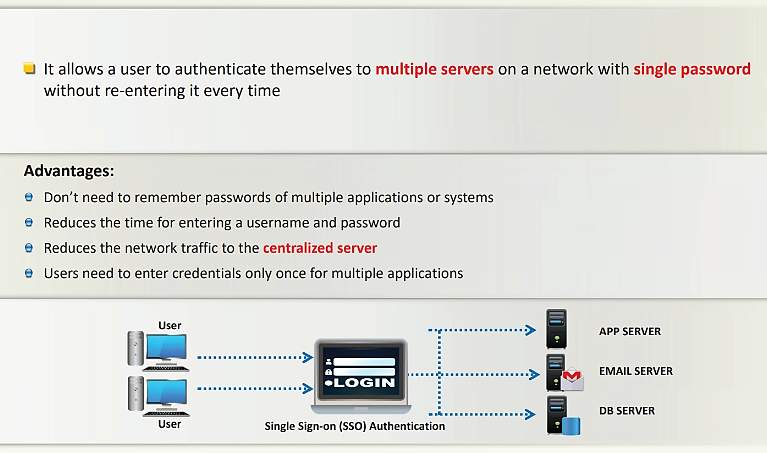 It allows a user to authenticate themselves to multiple servers on a network with single password
without re-entering it every time
Advantages:
Don't need to remember passwords of multiple applications or systems
Reduces the time for entering a username and password
Reduces the network traffic to the centralized server
Users need to enter credentials only once for multiple applications
User
User
LOGIN
Single Sign-on (SSO) Authentication
APP SERVER
EMAIL SERVER
DB SERVER